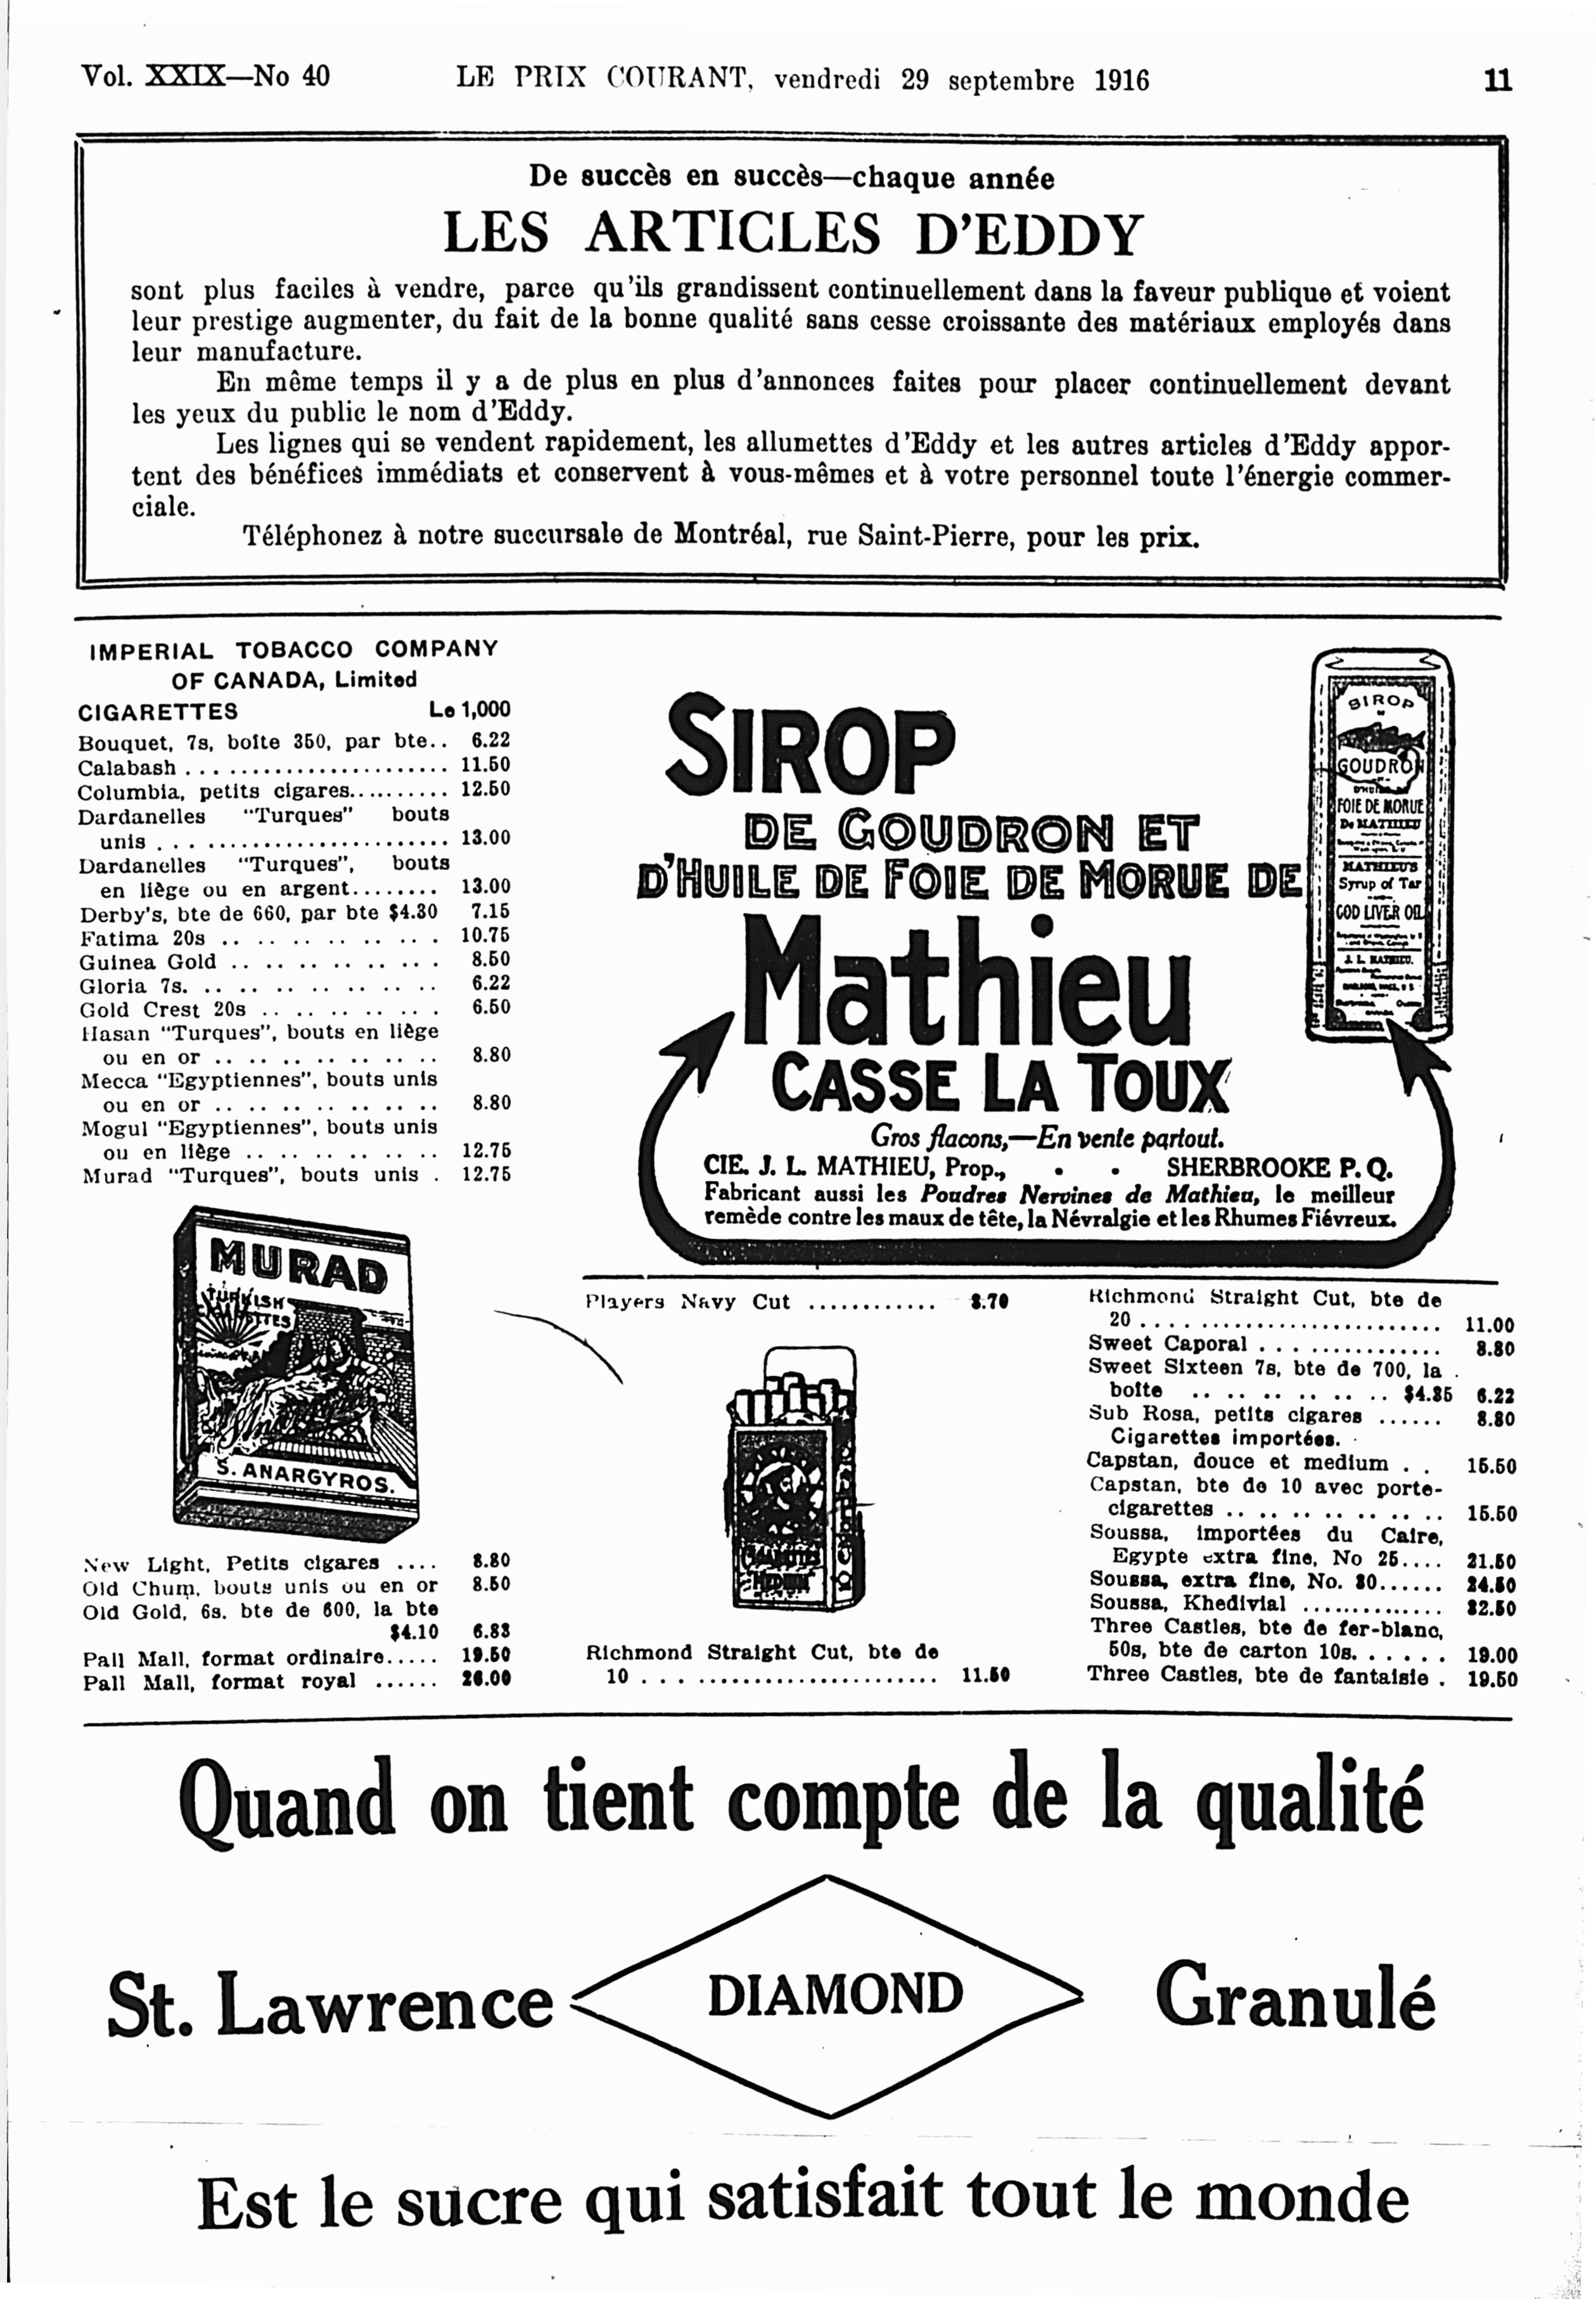 Vol. XXIX—No 40 LE PRIX COURANT, vendredi 29 septembre 1916 11
De succès en succès—chaque année
LES ARTICLES D'EDDY
sont plus faciles à vendre, parce qu'ils grandissent continuellement dans la faveur publique et voient
leur prestige augmenter, du fait de la bonne qualité sans cesse croissante des matériaux employés dans
leur manufacture.
En même temps il y a de plus en plus d'annonces faites pour placer continuellement devant
les yeux du public le nom d'Eddy.
Les lignes qui se vendent rapidement, les allumettes d'Eddy et les autres articles d'Eddy appor-
tent des bénéfices immédiats et conservent à vous-mêmes et à votre personnel toute l'énergie commer-
ciale.
Téléphonez à notre succursale de Montréal, rue Saint-Pierre, pour les prix.
IMPERIAL TOBACCO COMPANY
OF CANADA, Limited
CIGARETTES Le 1,000
Bouquet, 7s, boîte 350, par bte.. 6.22
Calabash ........................ 11.50
Columbia, petits cigares.......... 12.50
Dardanelles "Turques" bouts
unis ........................ 13.00
Dardanelles "Turques", bouts
en liège ou en argent........ 13.00
Derby's, bte de 660, par bte $4.30 7.15
Fatima 20s .. .. .. .. .. .. . 10.75
Guinea Gold .. .. .. .. .. .. . 8.50
Gloria 7s. .. .. .. .. .. .. .. 6.22
Gold Crest 20s .. .. .. .. .. . 6.50
Hasan "Turques", bouts en liège
ou en or .. .. .. .. .. .. .. 8.80
Mecca "Egyptiennes", bouts unis
ou en or .. .. .. .. .. .. .. 8.80
Mogul "Egyptiennes", bouts unis
ou en liège .. .. .. .. .. .. 12.75
Murad "Turques", bouts unis . 12.75
MURAD
TURKISH
CIGARETTES
S. ANARGYROS.
New Light, Petits cigares .... 8.80
Old Chum, bouts unis ou en or 8.50
Old Gold, 6s. bte de 600, la bte
$4.10 6.83
Pall Mall, format ordinaire..... 19.50
Pall Mall, format royal ...... 26.00
SIROP
DE GOUDRON ET
D'HUILE DE FOIE DE MORUE DE
Mathieu
CASSE LA TOUX
Gros flacons,—En vente partout.
CIE. J. L. MATHIEU, Prop., . . SHERBROOKE P. Q.
Fabricant aussi les Poudres Nervines de Mathieu, le meilleur
remède contre les maux de tête, la Névralgie et les Rhumes Fiévreux.
SIROP
GOUDRON
FOIE DE MORUE
De MATHIEU
MATHIEU'S
Syrup of Tar
COD LIVER OIL
J. L. MATHIEU.
Players Navy Cut ............ 8.70
MEDIUM
Richmond Straight Cut, bte de
10 ........................ 11.50
Richmond Straight Cut, bte de
20 ........................ 11.00
Sweet Caporal ................ 8.80
Sweet Sixteen 7s, bte de 700, la
boîte .. .. .. .. .. .. $4.35 6.22
Sub Rosa, petits cigares ...... 8.80
Cigarettes importées.
Capstan, douce et medium . . 15.50
Capstan, bte de 10 avec porte-
cigarettes .. .. .. .. .. .. .. 15.50
Soussa, importées du Caire,
Egypte extra fine, No 25.... 21.50
Soussa, extra fine, No. 30...... 24.50
Soussa, Khedivial .............. 32.50
Three Castles, bte de fer-blanc,
50s, bte de carton 10s. ...... 19.00
Three Castles, bte de fantaisie . 19.50
Quand on tient compte de la qualité
St. Lawrence DIAMOND Granulé
Est le sucre qui satisfait tout le monde